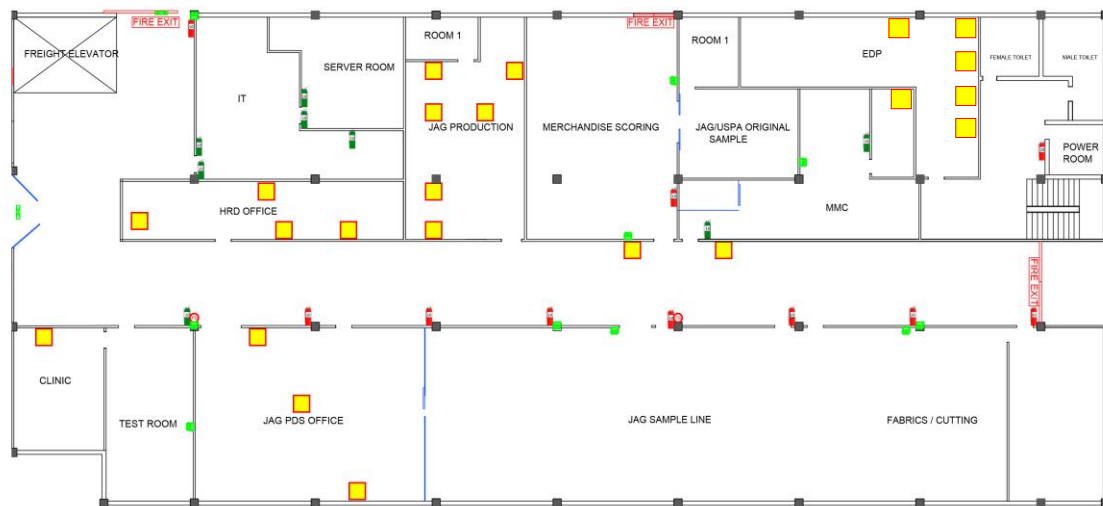 FIRE EXIT
FIRE EXIT
FREIGHT ELEVATOR
ROOM 1
ROOM 1
SERVER ROOM
EDP
FEMALE TOILET
MALE TOILET
IT
JAG PRODUCTION
MERCHANDISE SCORING
JAG/USPA ORIGINAL
SAMPLE
POWER
ROOM
HRD OFFICE
MMC
FIRE EXIT
CLINIC
TEST ROOM
JAG PDS OFFICE
JAG SAMPLE LINE
FABRICS / CUTTING